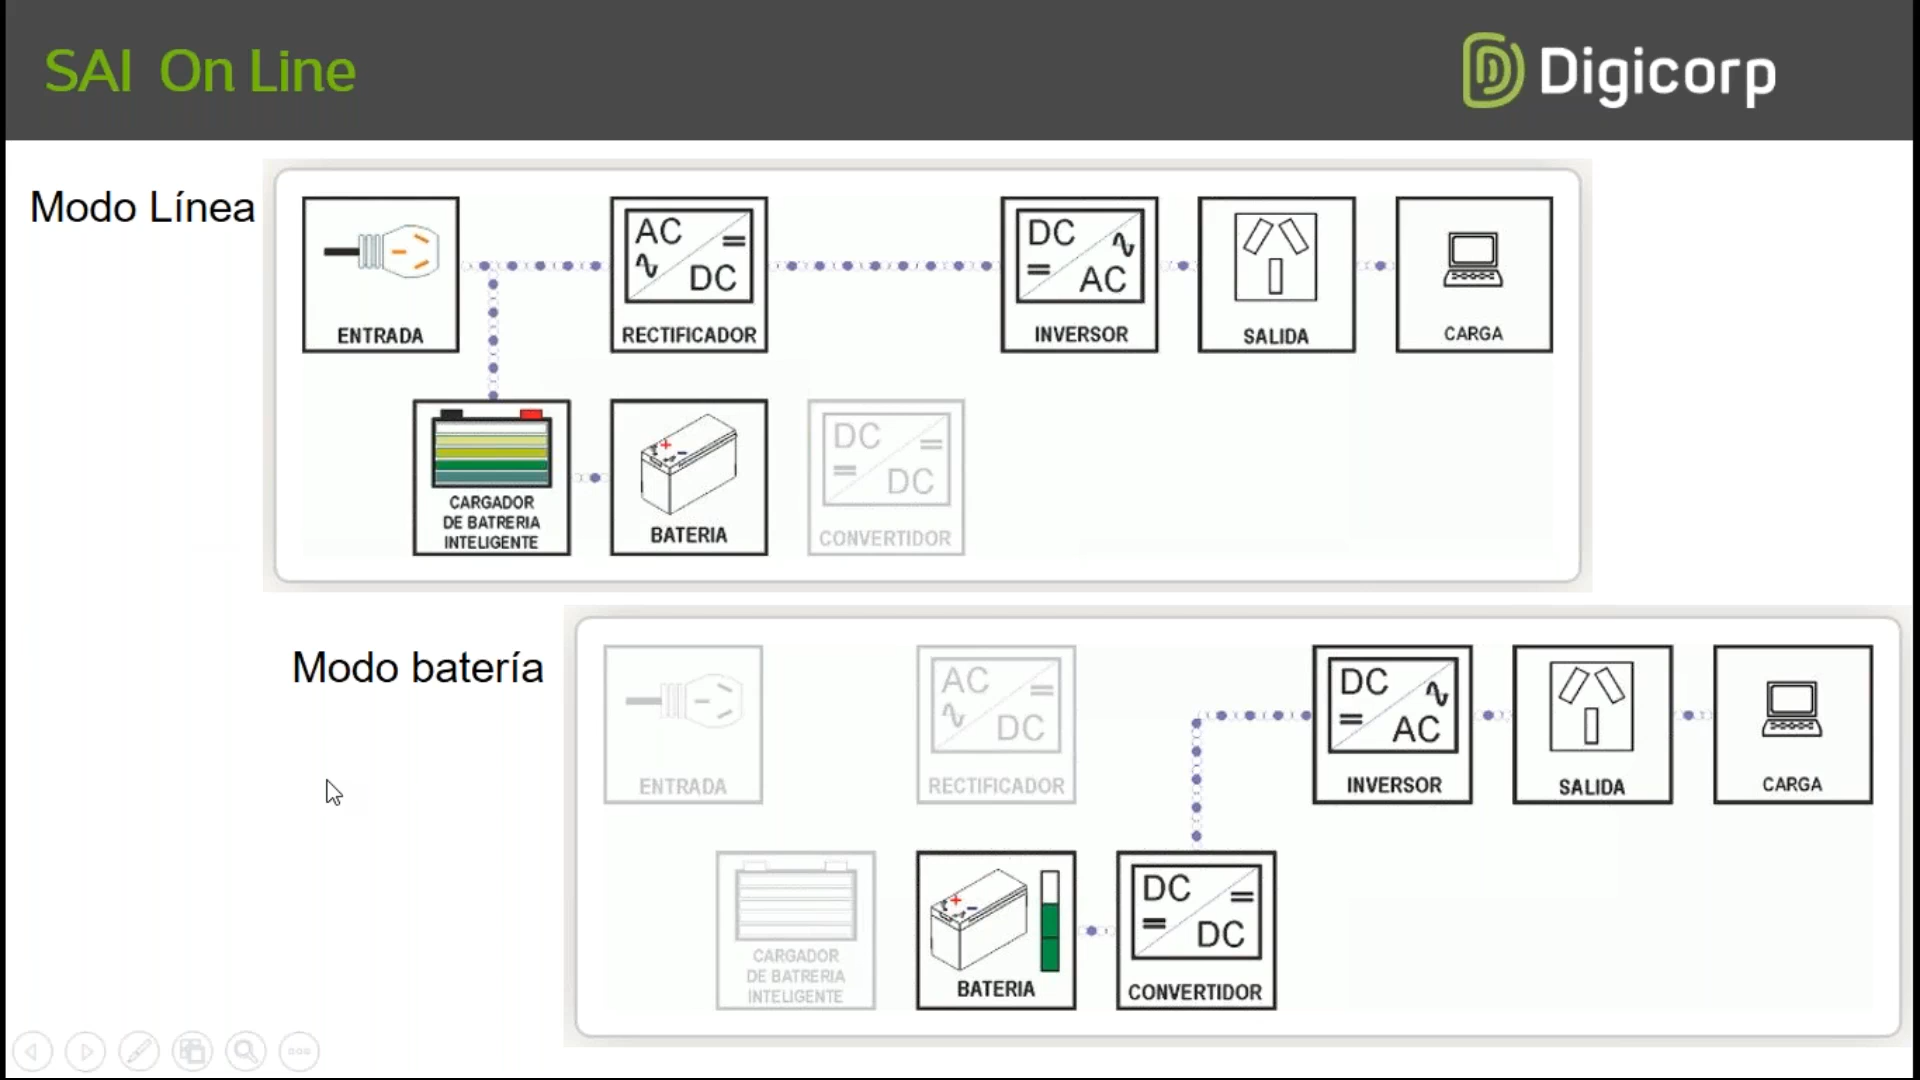 SAI On Line
Digicorp
Modo Línea
ENTRADA
AC
DC
RECTIFICADOR
DC
AC
INVERSOR
SALIDA
CARGA
CARGADOR
DE BATRERIA
INTELIGENTE
BATERIA
DC
DC
CONVERTIDOR
Modo batería
ENTRADA
AC
DC
RECTIFICADOR
DC
AC
INVERSOR
SALIDA
CARGA
CARGADOR
DE BATRERIA
INTELIGENTE
BATERIA
DC
DC
CONVERTIDOR